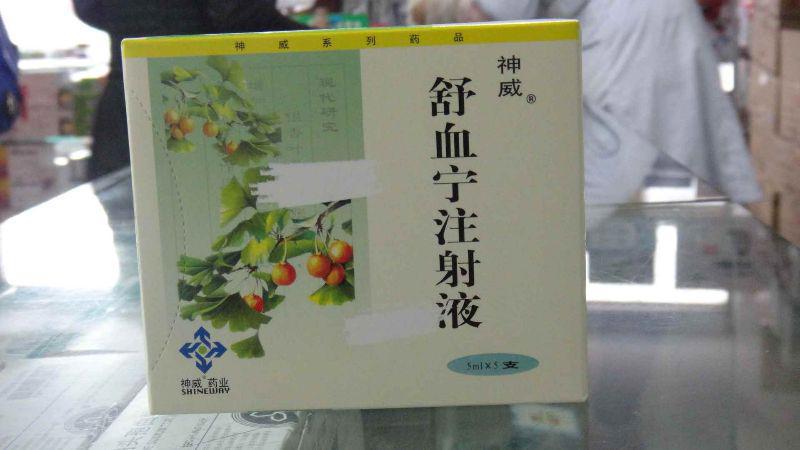 神威系列药品
神威®
舒血宁注射液
现代研究
5ml×5 支
神威®药业
SHINEWAY